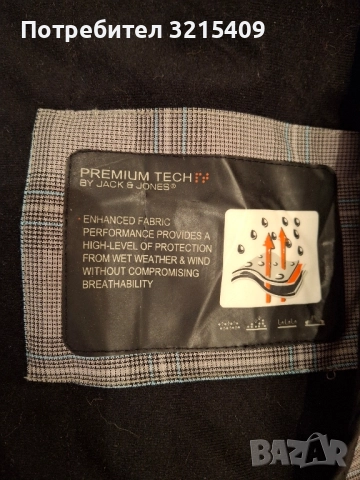 Потребител 3215409
PREMIUM TECH
BY JACK & JONES®
ENHANCED FABRIC
PERFORMANCE PROVIDES A
HIGH-LEVEL OF PROTECTION
FROM WET WEATHER & WIND
WITHOUT COMPROMISING
BREATHABILITY
bazar